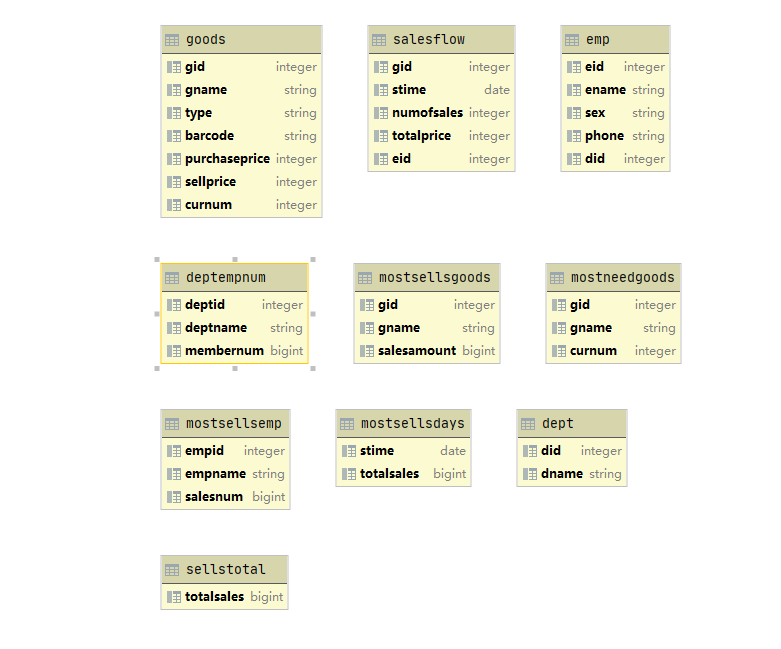 goods
gid integer
gname string
type string
barcode string
purchaseprice integer
sellprice integer
curnum integer
salesflow
gid integer
stime date
numofsales integer
totalprice integer
eid integer
emp
eid integer
ename string
sex string
phone string
did integer
deptempnum
deptid integer
deptname string
membernum bigint
mostsellsgoods
gid integer
gname string
salesamount bigint
mostneedgoods
gid integer
gname string
curnum integer
mostsellsemp
empid integer
empname string
salesnum bigint
mostsellsdays
stime date
totalsales bigint
dept
did integer
dname string
sellstotal
totalsales bigint